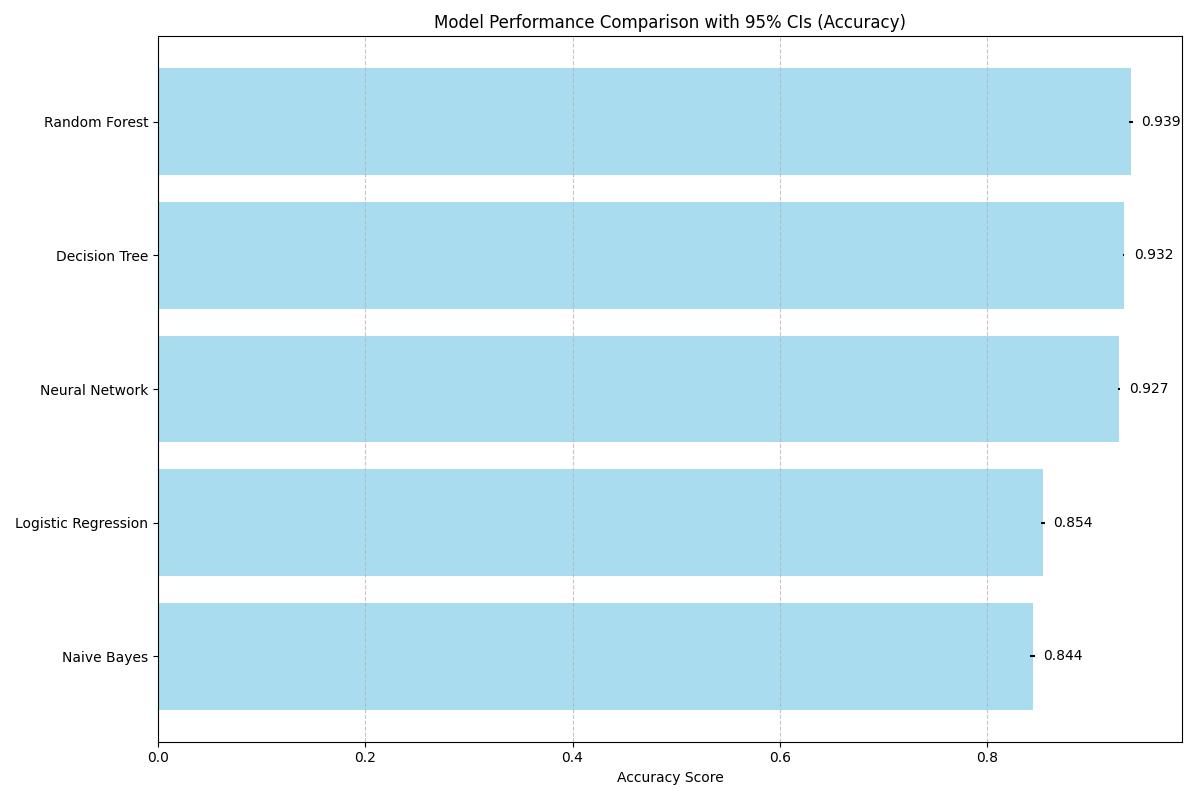 Model Performance Comparison with 95% CIs (Accuracy)
Random Forest
0.939
Decision Tree
0.932
Neural Network
0.927
Logistic Regression
0.854
Naive Bayes
0.844
0.0
0.2
0.4
0.6
0.8
Accuracy Score